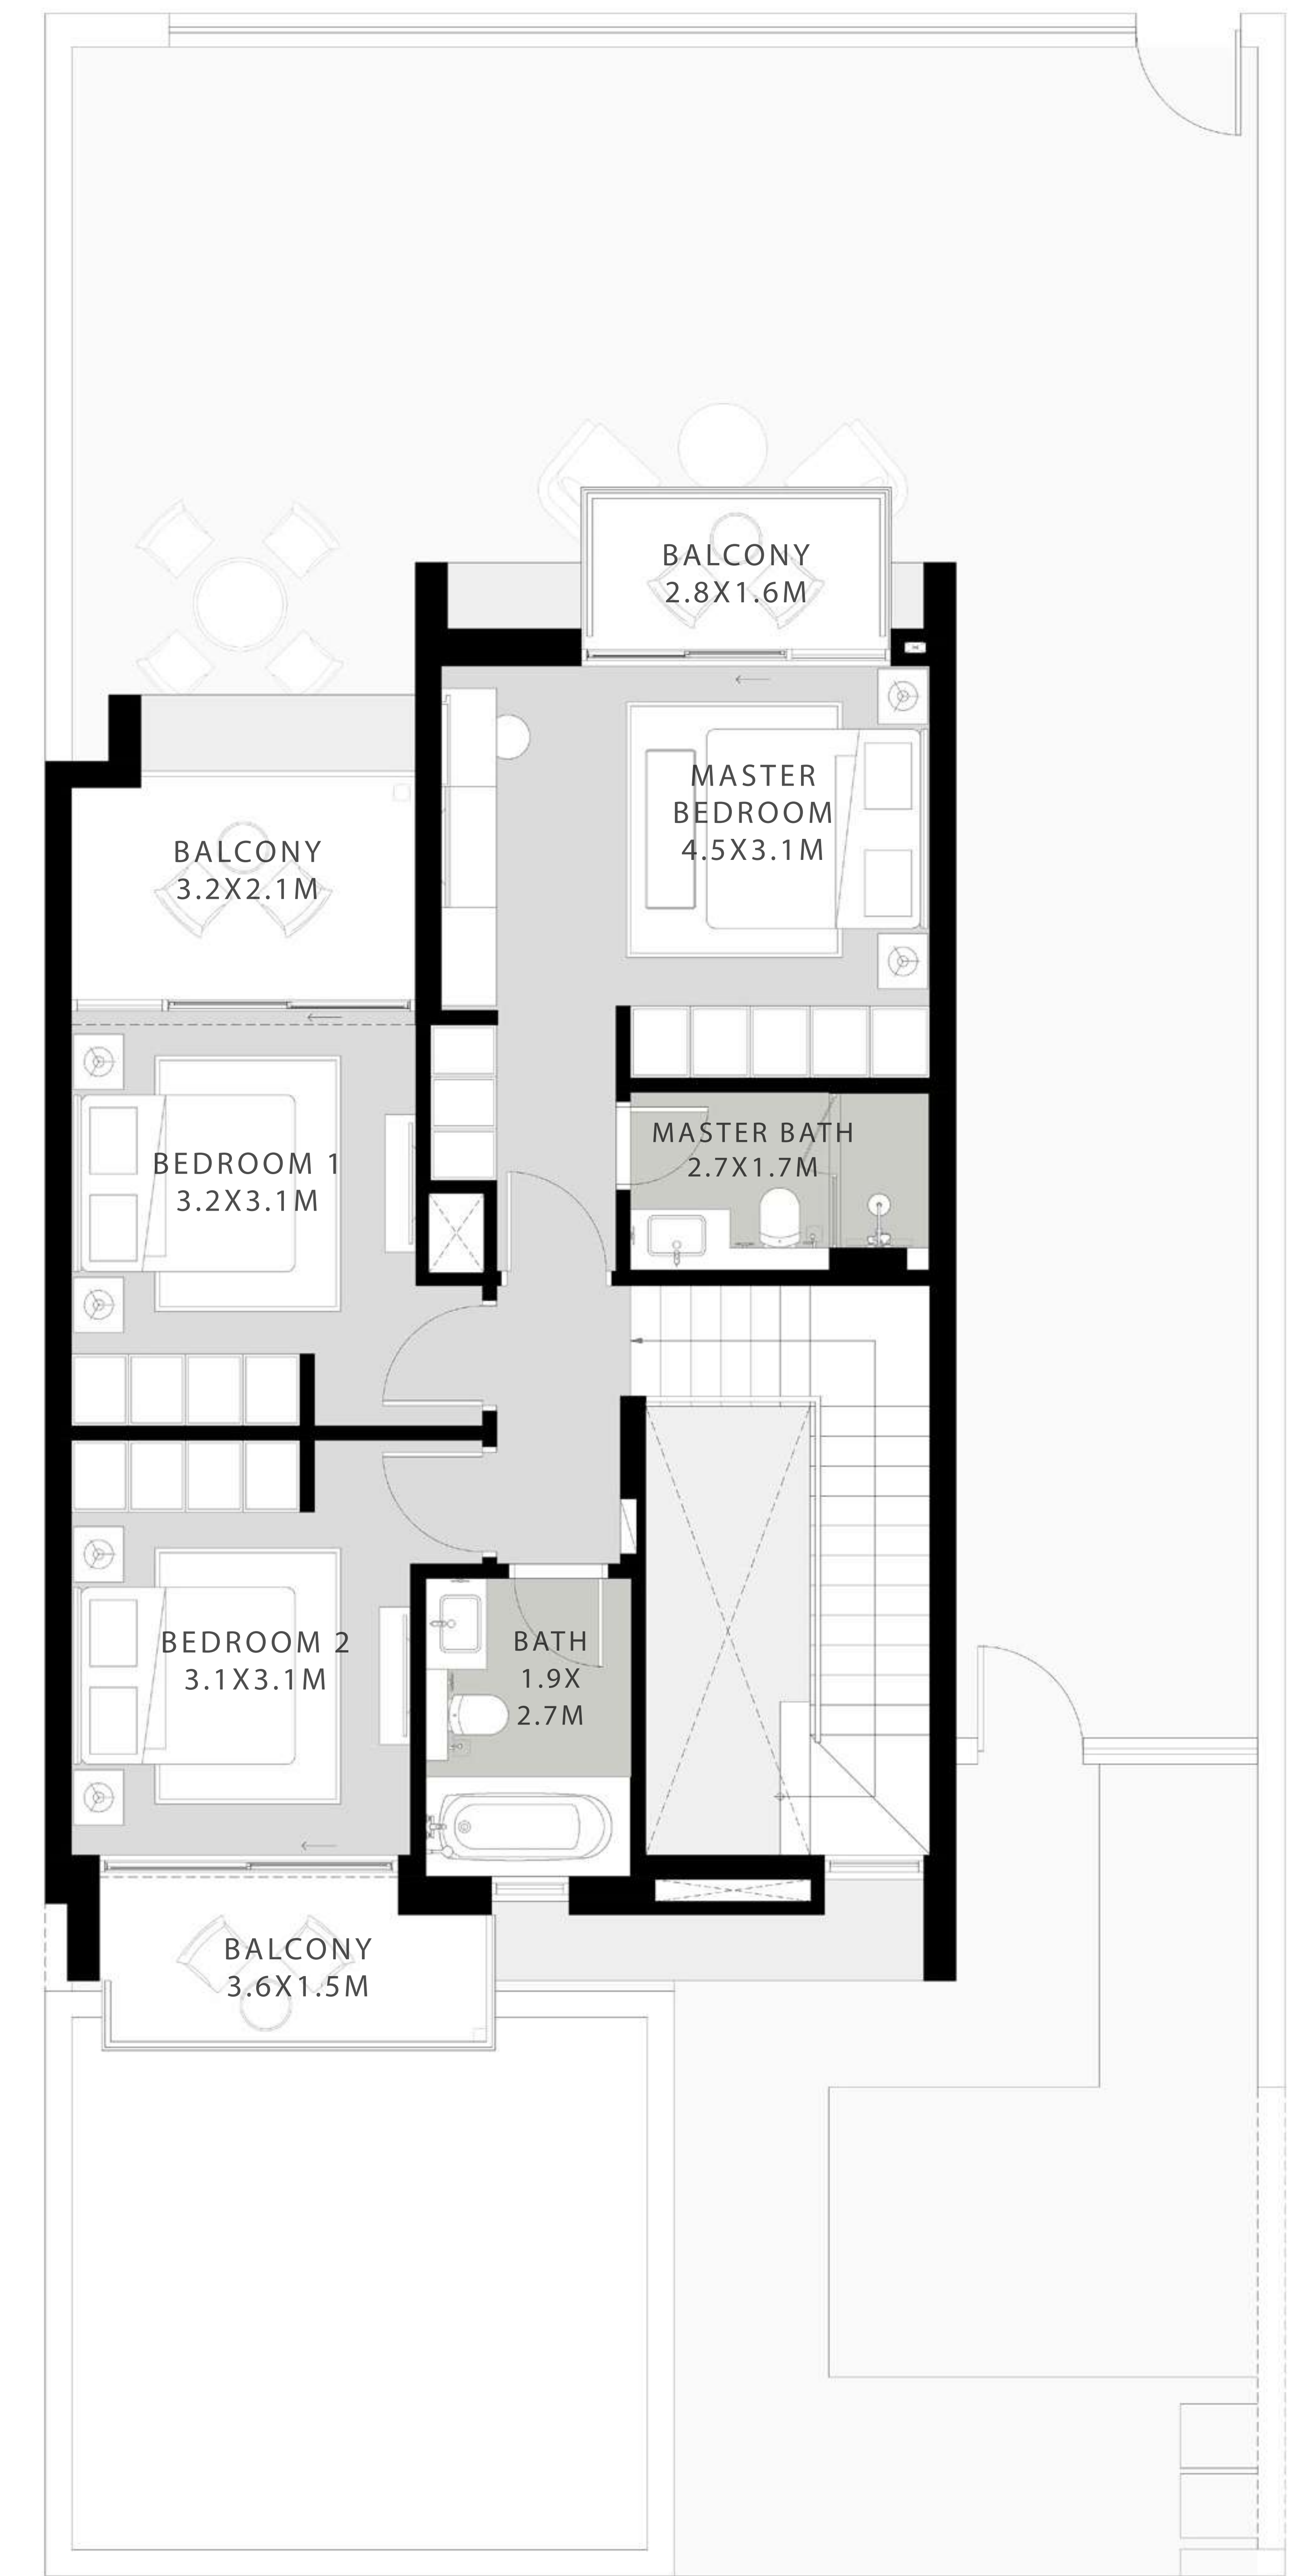 BALCONY
2.8X1.6M
MASTER
BEDROOM
4.5X3.1M
BALCONY
3.2X2.1M
MASTER BATH
2.7X1.7M
BEDROOM 1
3.2X3.1M
BEDROOM 2
3.1X3.1M
BATH
1.9X
2.7M
BALCONY
3.6X1.5M